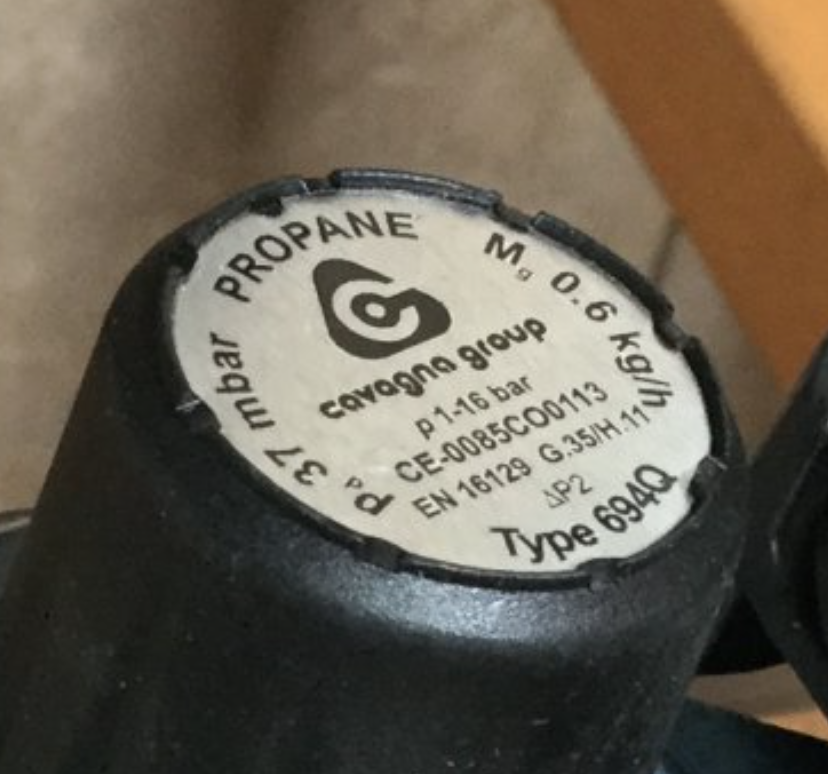 PROPANE
Mg 0.6 kg/h
Pd 37 mbar
cavagna group
p 1-16 bar
CE-0085CO0113
EN 16129 G.35/H.11
ΔP2
Type 694Q